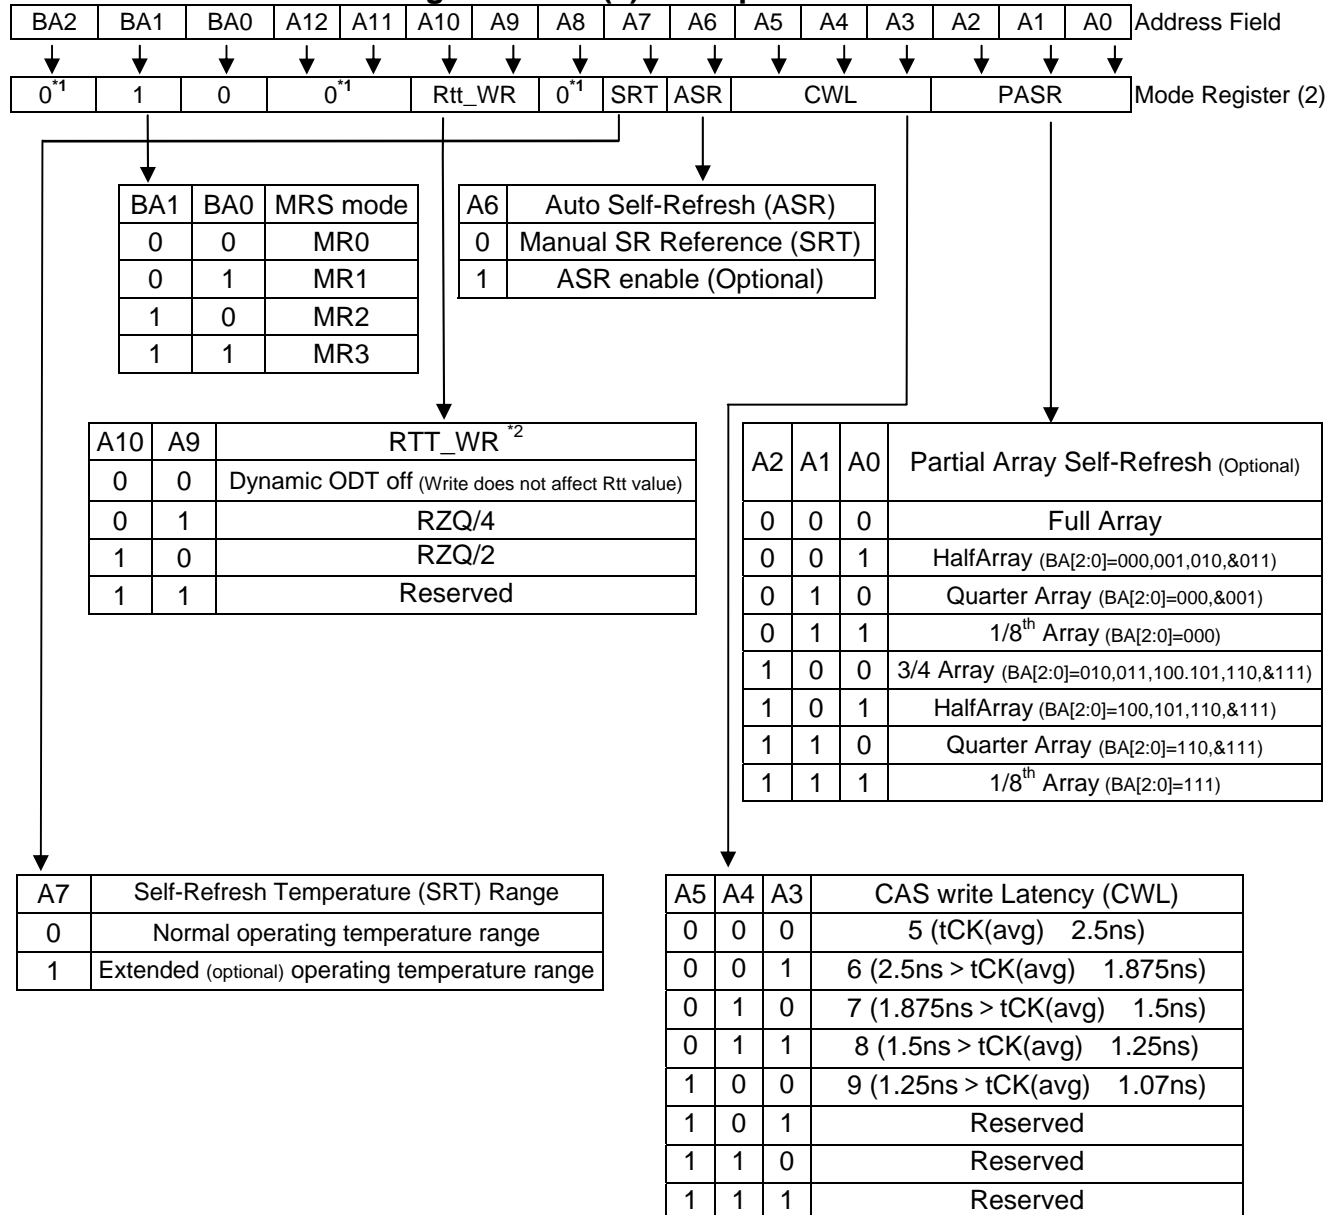 BA2 BA1 BA0 A12 A11 A10 A9 A8 A7 A6 A5 A4 A3 A2 A1 A0 Address Field
0*1 1 0 0*1 Rtt_WR 0*1 SRT ASR CWL PASR Mode Register (2)
BA1 BA0 MRS mode
0 0 MR0
0 1 MR1
1 0 MR2
1 1 MR3
A6 Auto Self-Refresh (ASR)
0 Manual SR Reference (SRT)
1 ASR enable (Optional)
A10 A9 RTT_WR *2
0 0 Dynamic ODT off (Write does not affect Rtt value)
0 1 RZQ/4
1 0 RZQ/2
1 1 Reserved
A2 A1 A0 Partial Array Self-Refresh (Optional)
0 0 0 Full Array
0 0 1 HalfArray (BA[2:0]=000,001,010,&011)
0 1 0 Quarter Array (BA[2:0]=000,&001)
0 1 1 1/8th Array (BA[2:0]=000)
1 0 0 3/4 Array (BA[2:0]=010,011,100.101,110,&111)
1 0 1 HalfArray (BA[2:0]=100,101,110,&111)
1 1 0 Quarter Array (BA[2:0]=110,&111)
1 1 1 1/8th Array (BA[2:0]=111)
A7 Self-Refresh Temperature (SRT) Range
0 Normal operating temperature range
1 Extended (optional) operating temperature range
A5 A4 A3 CAS write Latency (CWL)
0 0 0 5 (tCK(avg) 2.5ns)
0 0 1 6 (2.5ns > tCK(avg) 1.875ns)
0 1 0 7 (1.875ns > tCK(avg) 1.5ns)
0 1 1 8 (1.5ns > tCK(avg) 1.25ns)
1 0 0 9 (1.25ns > tCK(avg) 1.07ns)
1 0 1 Reserved
1 1 0 Reserved
1 1 1 Reserved